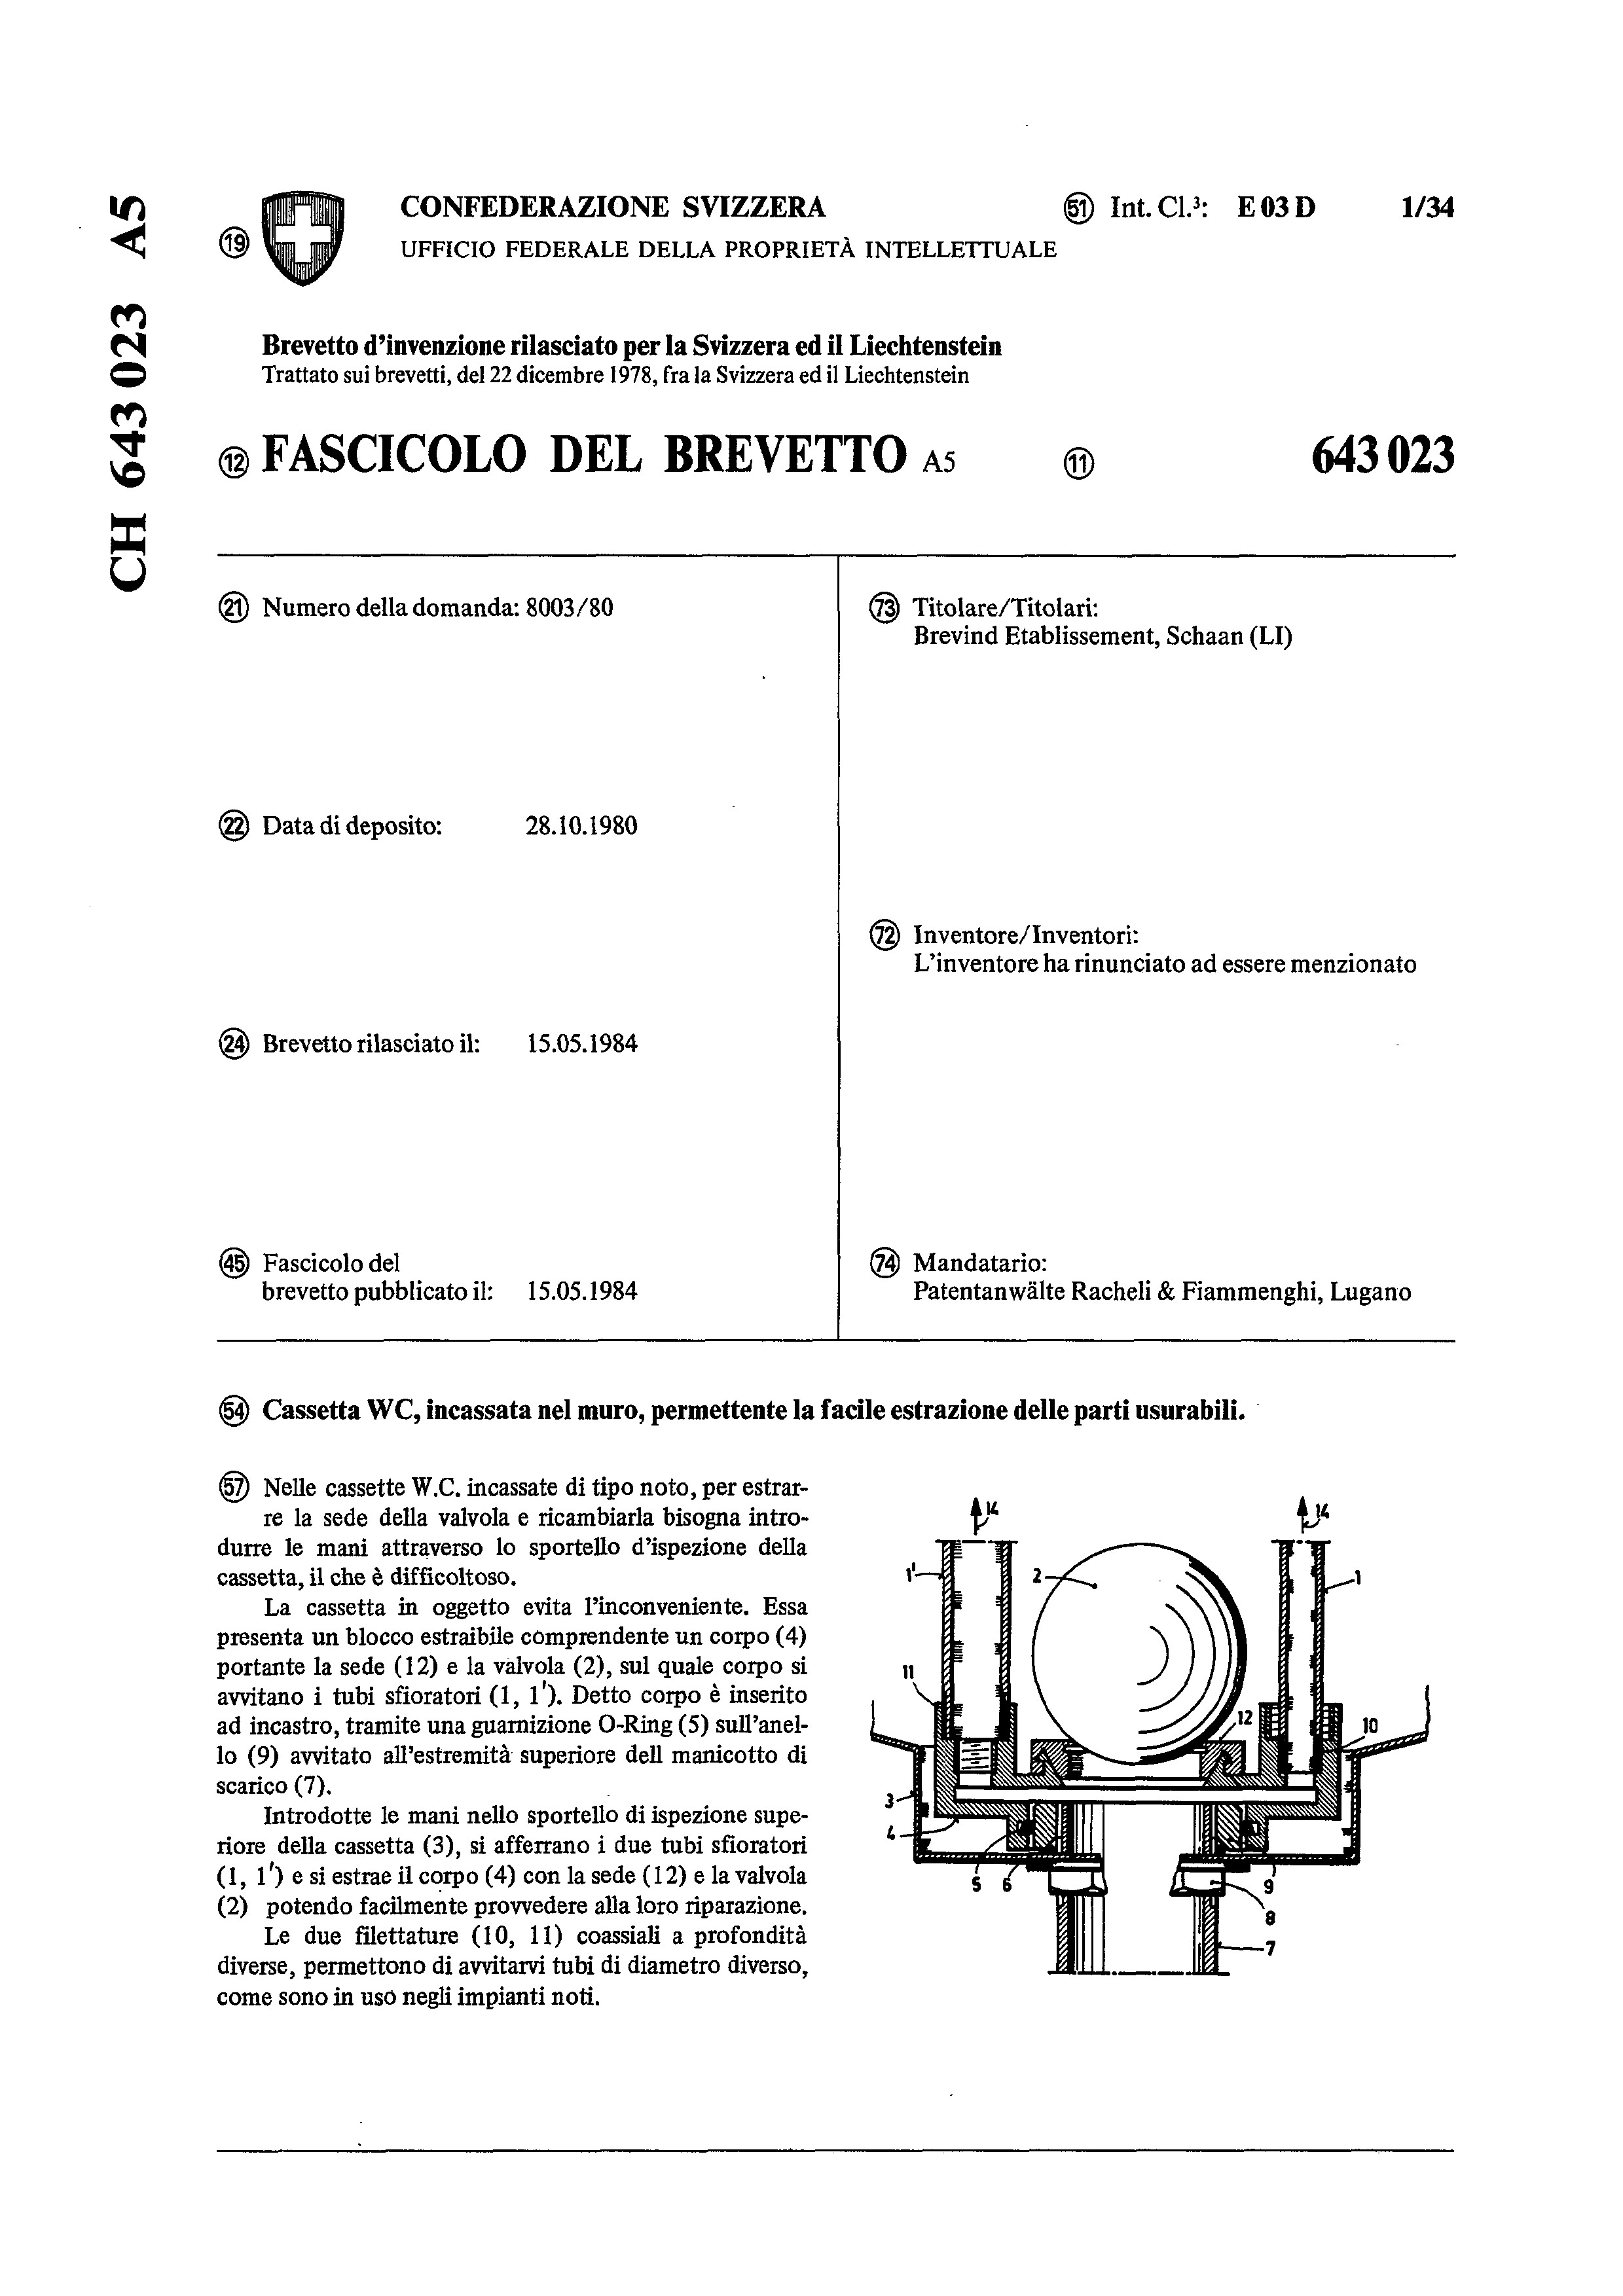 CH 643 023 A5
(19)
CONFEDERAZIONE SVIZZERA
UFFICIO FEDERALE DELLA PROPRIETÀ INTELLETTUALE
(51) Int. Cl.³: E 03 D 1/34
Brevetto d'invenzione rilasciato per la Svizzera ed il Liechtenstein
Trattato sui brevetti, del 22 dicembre 1978, fra la Svizzera ed il Liechtenstein
(12) FASCICOLO DEL BREVETTO A5
(11) 643 023
(21) Numero della domanda: 8003/80
(22) Data di deposito: 28.10.1980
(24) Brevetto rilasciato il: 15.05.1984
(45) Fascicolo del
brevetto pubblicato il: 15.05.1984
(73) Titolare/Titolari:
Brevind Etablissement, Schaan (LI)
(72) Inventore/Inventori:
L'inventore ha rinunciato ad essere menzionato
(74) Mandatario:
Patentanwälte Racheli & Fiammenghi, Lugano
(54) Cassetta WC, incassata nel muro, permettente la facile estrazione delle parti usurabili.
(57) Nelle cassette W.C. incassate di tipo noto, per estrar-
re la sede della valvola e ricambiarla bisogna intro-
durre le mani attraverso lo sportello d'ispezione della
cassetta, il che è difficoltoso.
La cassetta in oggetto evita l'inconveniente. Essa
presenta un blocco estraibile comprendente un corpo (4)
portante la sede (12) e la valvola (2), sul quale corpo si
avvitano i tubi sfioratori (1, 1'). Detto corpo è inserito
ad incastro, tramite una guarnizione O-Ring (5) sull'anel-
lo (9) avvitato all'estremità superiore dell manicotto di
scarico (7).
Introdotte le mani nello sportello di ispezione supe-
riore della cassetta (3), si afferrano i due tubi sfioratori
(1, 1') e si estrae il corpo (4) con la sede (12) e la valvola
(2) potendo facilmente provvedere alla loro riparazione.
Le due filettature (10, 11) coassiali a profondità
diverse, permettono di avvitarvi tubi di diametro diverso,
come sono in uso negli impianti noti.
14
14
1'
2
1
11
12
10
3
4
5
6
9
8
7